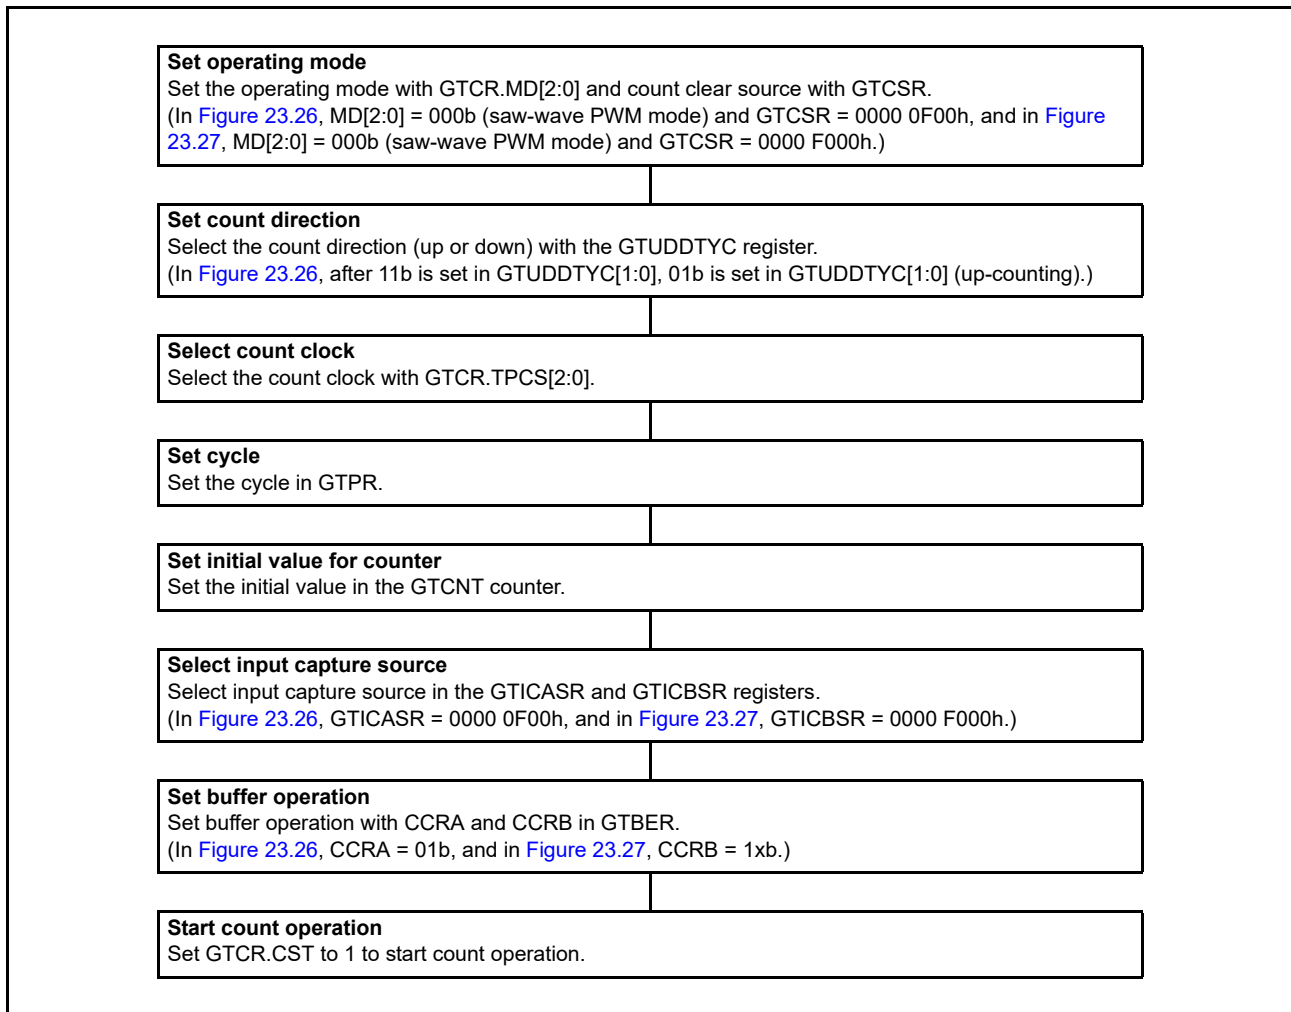 Set operating mode
Set the operating mode with GTCR.MD[2:0] and count clear source with GTCSR.
(In Figure 23.26, MD[2:0] = 000b (saw-wave PWM mode) and GTCSR = 0000 0F00h, and in Figure
23.27, MD[2:0] = 000b (saw-wave PWM mode) and GTCSR = 0000 F000h.)
Set count direction
Select the count direction (up or down) with the GTUDDTYC register.
(In Figure 23.26, after 11b is set in GTUDDTYC[1:0], 01b is set in GTUDDTYC[1:0] (up-counting).)
Select count clock
Select the count clock with GTCR.TPCS[2:0].
Set cycle
Set the cycle in GTPR.
Set initial value for counter
Set the initial value in the GTCNT counter.
Select input capture source
Select input capture source in the GTICASR and GTICBSR registers.
(In Figure 23.26, GTICASR = 0000 0F00h, and in Figure 23.27, GTICBSR = 0000 F000h.)
Set buffer operation
Set buffer operation with CCRA and CCRB in GTBER.
(In Figure 23.26, CCRA = 01b, and in Figure 23.27, CCRB = 1xb.)
Start count operation
Set GTCR.CST to 1 to start count operation.